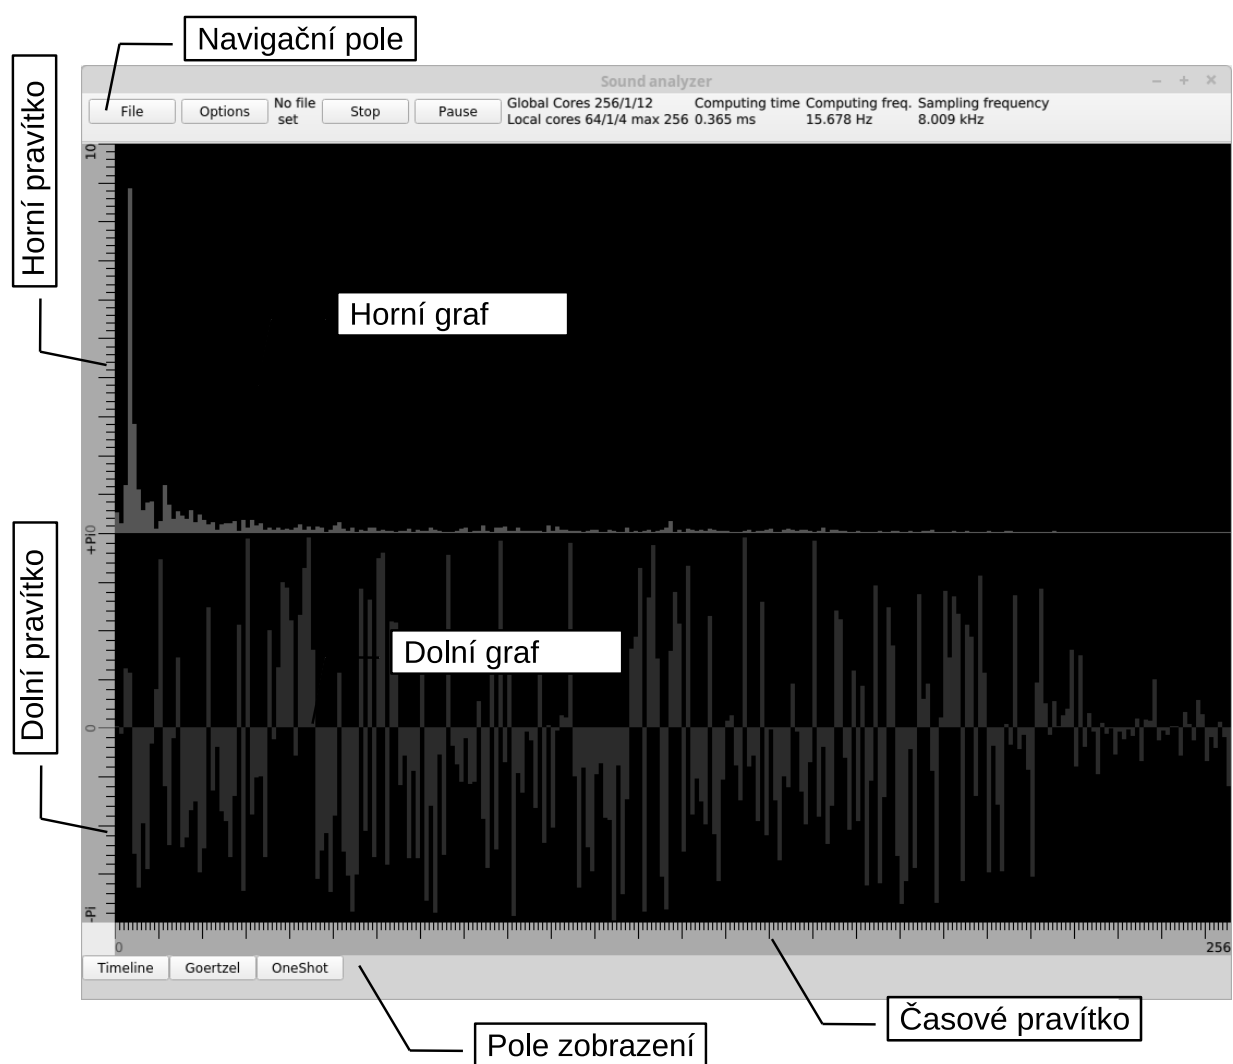 Navigační pole
Horní pravítko
Sound analyzer
File
Options
No file
set
Stop
Pause
Global Cores 256/1/12
Local cores 64/1/4 max 256
Computing time
0.365 ms
Computing freq.
15.678 Hz
Sampling frequency
8.009 kHz
10
Horní graf
0
+Pi
Dolní pravítko
Dolní graf
0
-Pi
0
256
Timeline
Goertzel
OneShot
Časové pravítko
Pole zobrazení